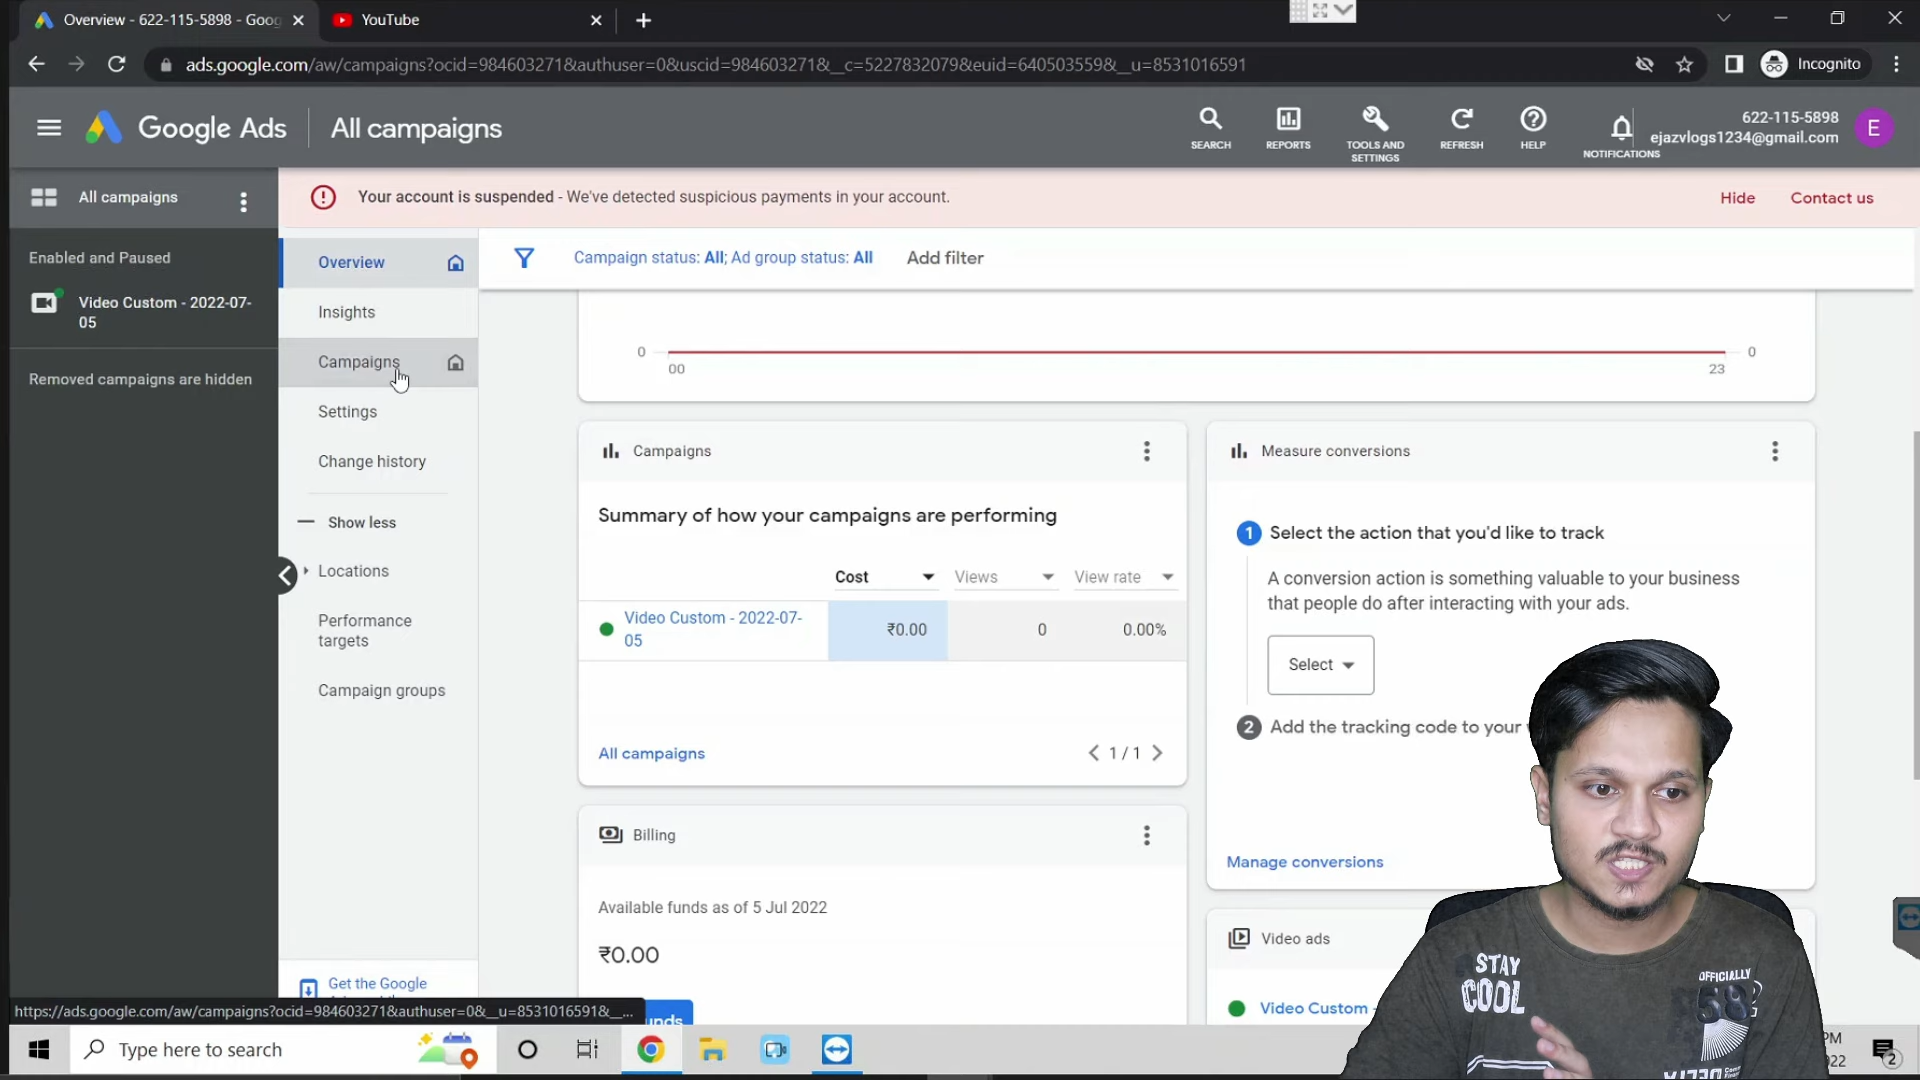 Overview - 622-115-5898 - Goog
YouTube
ads.google.com/aw/campaigns?ocid=984603271&authuser=0&uscid=984603271&__c=5227832079&euid=640503559&__u=8531016591
Incognito
Google Ads
All campaigns
SEARCH
REPORTS
TOOLS AND
SETTINGS
REFRESH
HELP
NOTIFICATIONS
622-115-5898
ejazvlogs1234@gmail.com
E
All campaigns
Your account is suspended - We've detected suspicious payments in your account.
Hide
Contact us
Enabled and Paused
Video Custom - 2022-07-
05
Removed campaigns are hidden
Overview
Insights
Campaigns
Settings
Change history
Show less
Locations
Performance
targets
Campaign groups
Get the Google
Campaign status: All; Ad group status: All
Add filter
0
0
00
23
Campaigns
Summary of how your campaigns are performing
Cost
Views
View rate
Video Custom - 2022-07-
05
₹0.00
0
0.00%
All campaigns
1 / 1
Measure conversions
1
Select the action that you'd like to track
A conversion action is something valuable to your business
that people do after interacting with your ads.
Select
2
Add the tracking code to your
Manage conversions
Billing
Available funds as of 5 Jul 2022
₹0.00
Video ads
Video Custom -
https://ads.google.com/aw/campaigns?ocid=984603271&authuser=0&__u=8531016591&__...
Type here to search
2
STAY
COOL
OFFICIALLY